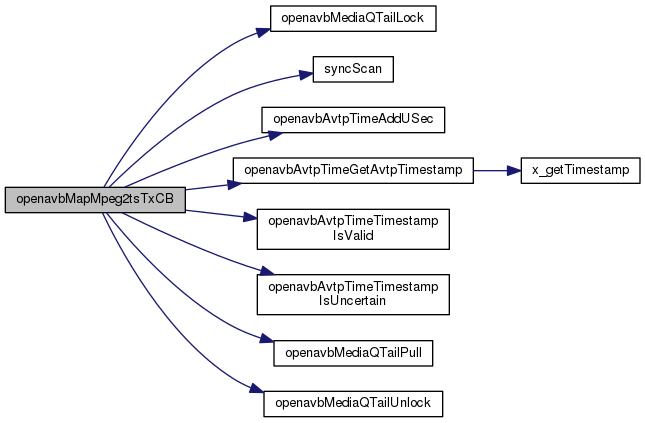 openavbMediaQTailLock
syncScan
openavbAvtpTimeAddUSec
openavbAvtpTimeGetAvtpTimestamp
x_getTimestamp
openavbMapMpeg2tsTxCB
openavbAvtpTimeTimestamp
IsValid
openavbAvtpTimeTimestamp
IsUncertain
openavbMediaQTailPull
openavbMediaQTailUnlock